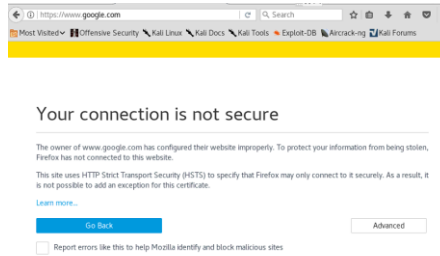 https://www.google.com
Search
Most Visited Offensive Security Kali Linux Kali Docs Kali Tools Exploit-DB Aircrack-ng Kali Forums
Your connection is not secure
The owner of www.google.com has configured their website improperly. To protect your information from being stolen,
Firefox has not connected to this website.
This site uses HTTP Strict Transport Security (HSTS) to specify that Firefox may only connect to it securely. As a result, it
is not possible to add an exception for this certificate.
Learn more...
Go Back
Advanced
Report errors like this to help Mozilla identify and block malicious sites